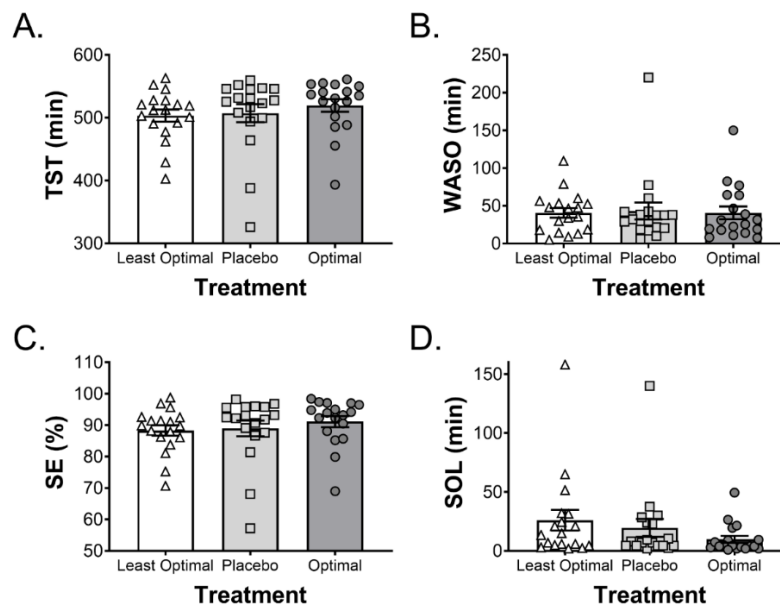 A.
600
500
400
300
TST (min)
Least Optimal Placebo Optimal
Treatment
B.
250
200
150
100
50
0
WASO (min)
Least Optimal Placebo Optimal
Treatment
C.
110
100
90
80
70
60
50
SE (%)
Least Optimal Placebo Optimal
Treatment
D.
150
100
50
0
SOL (min)
Least Optimal Placebo Optimal
Treatment